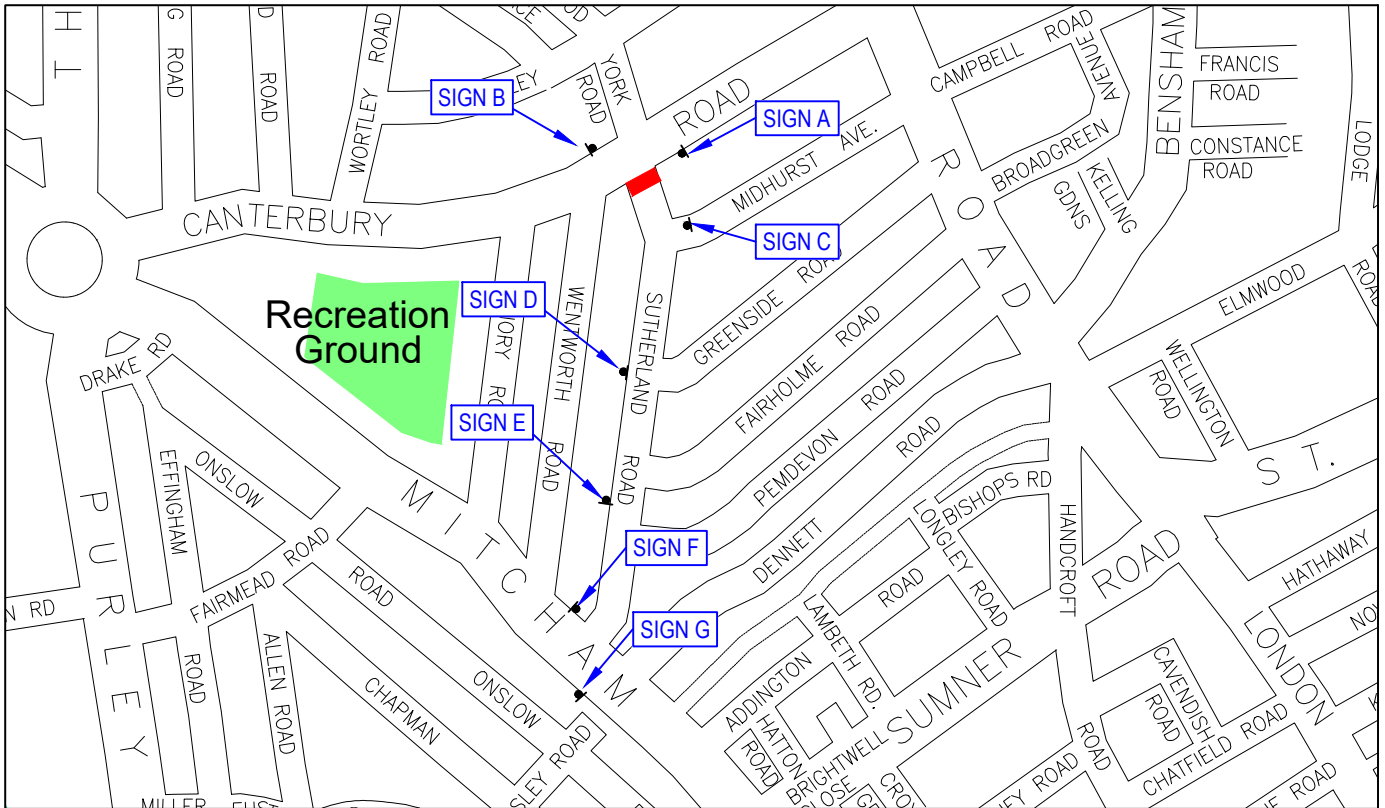 G ROAD
ROAD
WORTLEY ROAD
YORK
ROAD
SIGN B
ROAD
SIGN A
CAMPBELL ROAD
AVENUE
BROADGREEN
BENSHAM
FRANCIS
ROAD
CONSTANCE
ROAD
LODGE
MIDHURST AVE.
KELLING
GDNS
CANTERBURY
SIGN C
ROAD
Recreation
Ground
SIGN D
WENTWORTH
ROAD
SUTHERLAND
ROAD
GREENSIDE ROAD
FAIRHOLME ROAD
ELMWOOD
DRAKE RD
SIGN E
PEMDEVON ROAD
WELLINGTON
ROAD
EFFINGHAM
ROAD
ONSLOW
ROAD
MITCHAM
DENNETT ROAD
BISHOPS RD
LONGLEY ROAD
HANDCROFT
ROAD
ST.
PURLEY
FAIRMEAD ROAD
SIGN F
SIGN G
HATHAWAY
N RD
ALLEN ROAD
CHAPMAN
ONSLOW
LAMBETH RD.
ROAD
ADDINGTON
SUMNER
ROAD
LONDON
CAVENDISH
ROAD
HATTON
ROAD
BRIGHTWELL
CHATFIELD ROAD
SLEY ROAD
MILLER